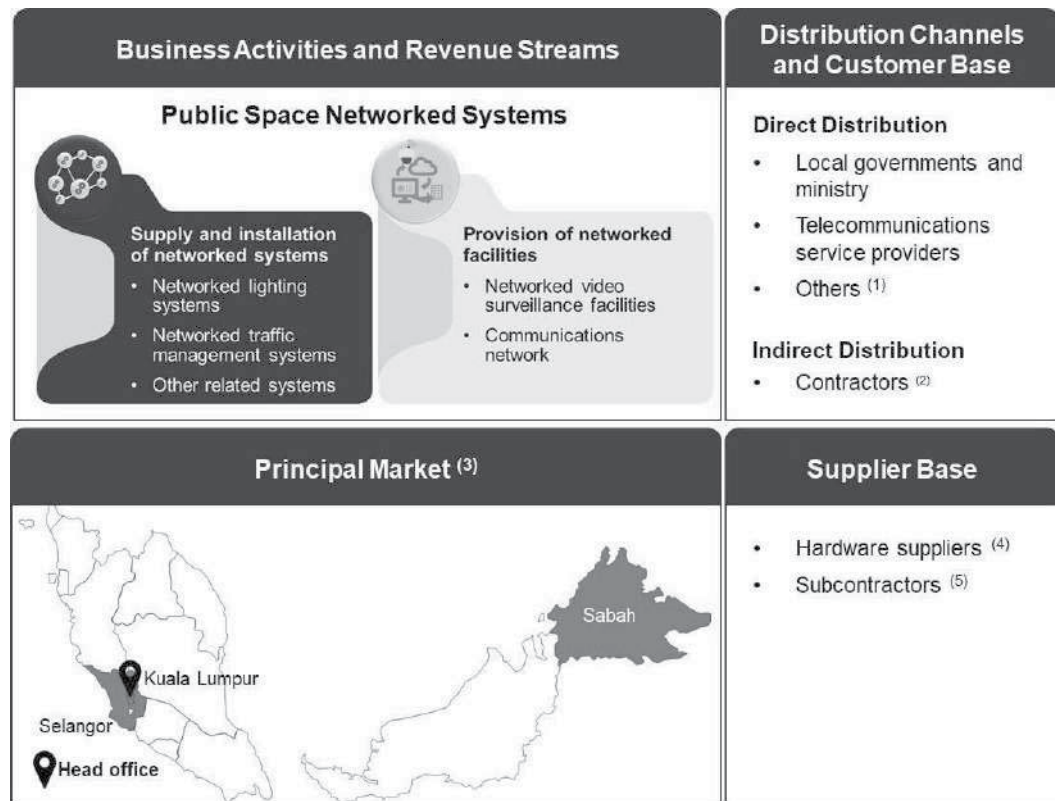 Business Activities and Revenue Streams
Public Space Networked Systems
Supply and installation
of networked systems
• Networked lighting
systems
• Networked traffic
management systems
• Other related systems
Provision of networked
facilities
• Networked video
surveillance facilities
• Communications
network
Distribution Channels
and Customer Base
Direct Distribution
• Local governments and
ministry
• Telecommunications
service providers
• Others (1)
Indirect Distribution
• Contractors (2)
Principal Market (3)
Sabah
Kuala Lumpur
Selangor
Head office
Supplier Base
• Hardware suppliers (4)
• Subcontractors (5)